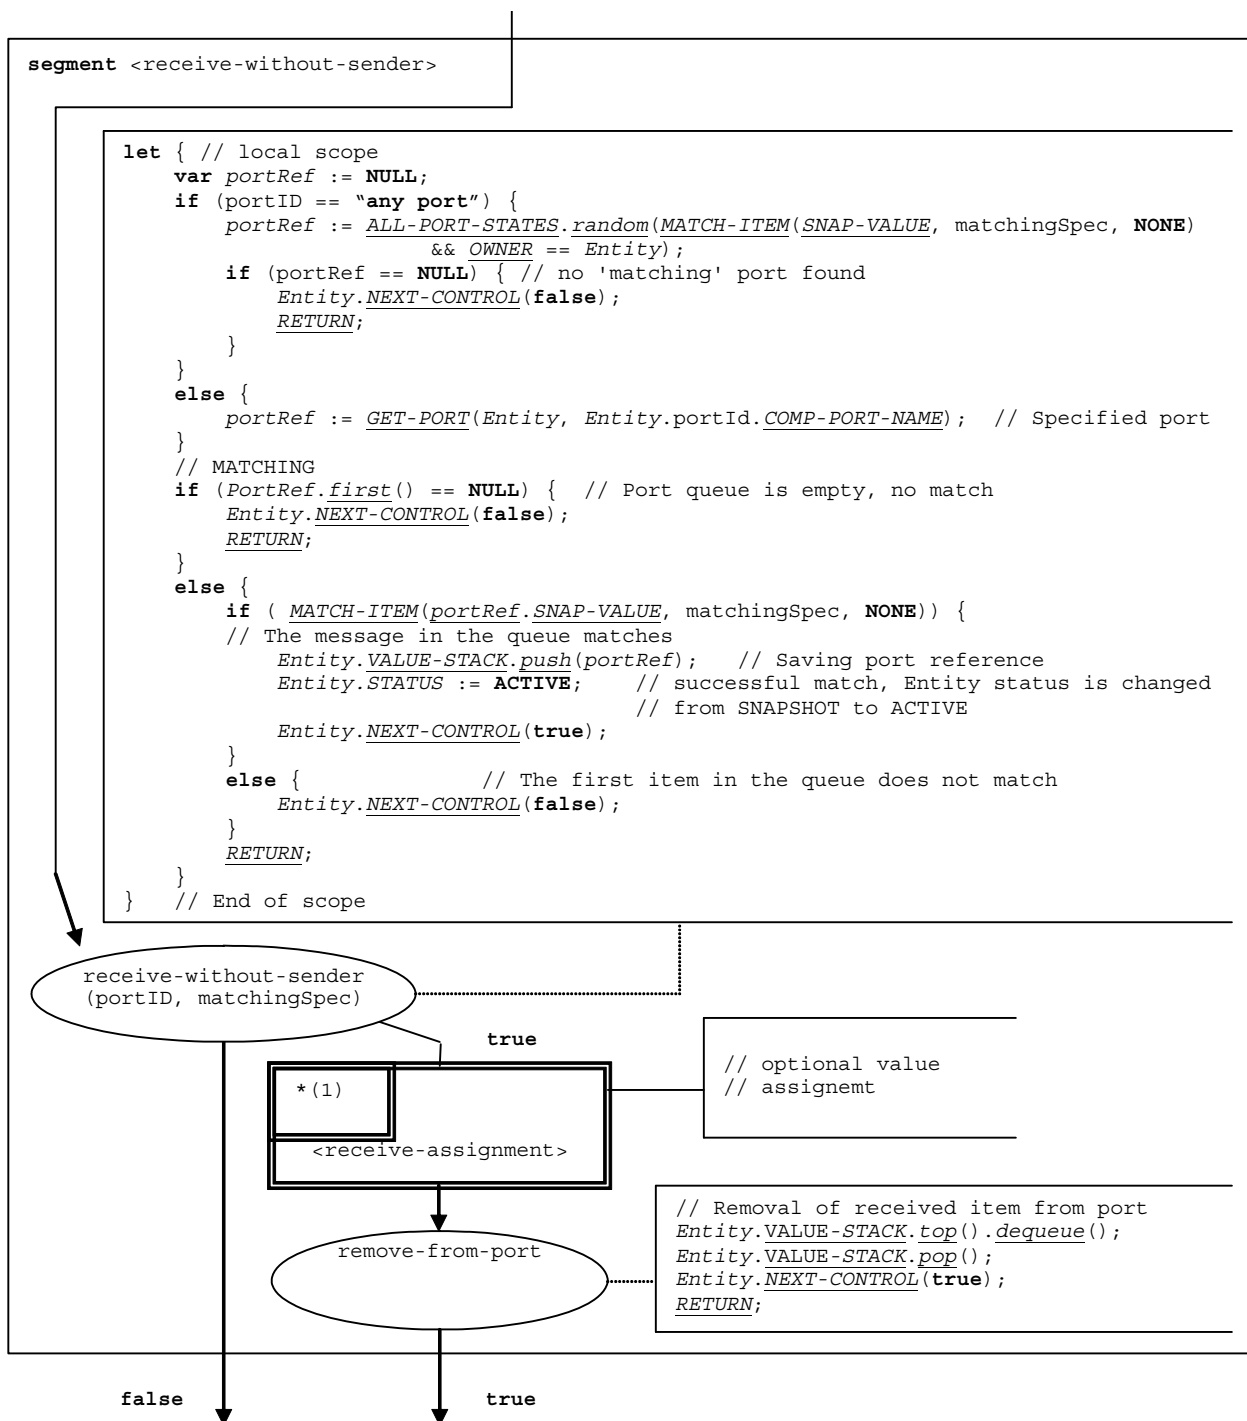 segment <receive-without-sender>
let { // local scope
var portRef := NULL;
if (portID == “any port”) {
portRef := ALL-PORT-STATES.random(MATCH-ITEM(SNAP-VALUE, matchingSpec, NONE)
&& OWNER == Entity);
if (portRef == NULL) { // no 'matching' port found
Entity.NEXT-CONTROL(false);
RETURN;
}
}
else {
portRef := GET-PORT(Entity, Entity.portId.COMP-PORT-NAME); // Specified port
}
// MATCHING
if (PortRef.first() == NULL) { // Port queue is empty, no match
Entity.NEXT-CONTROL(false);
RETURN;
}
else {
if ( MATCH-ITEM(portRef.SNAP-VALUE, matchingSpec, NONE)) {
// The message in the queue matches
Entity.VALUE-STACK.push(portRef); // Saving port reference
Entity.STATUS := ACTIVE; // successful match, Entity status is changed
// from SNAPSHOT to ACTIVE
Entity.NEXT-CONTROL(true);
}
else { // The first item in the queue does not match
Entity.NEXT-CONTROL(false);
}
RETURN;
}
} // End of scope
receive-without-sender
(portID, matchingSpec)
true
*(1)
<receive-assignment>
// optional value
// assignemt
remove-from-port
// Removal of received item from port
Entity.VALUE-STACK.top().dequeue();
Entity.VALUE-STACK.pop();
Entity.NEXT-CONTROL(true);
RETURN;
false
true